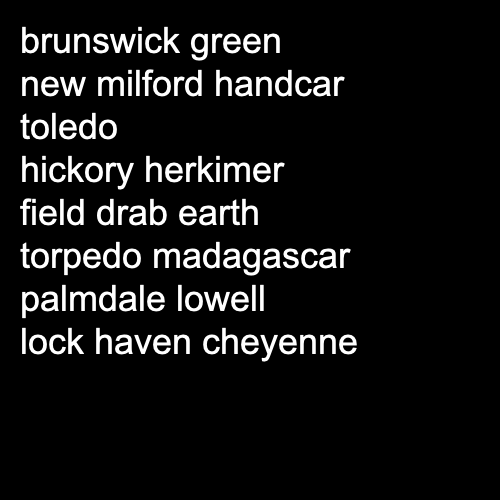 brunswick green
new milford handcar
toledo
hickory herkimer
field drab earth
torpedo madagascar
palmdale lowell
lock haven cheyenne